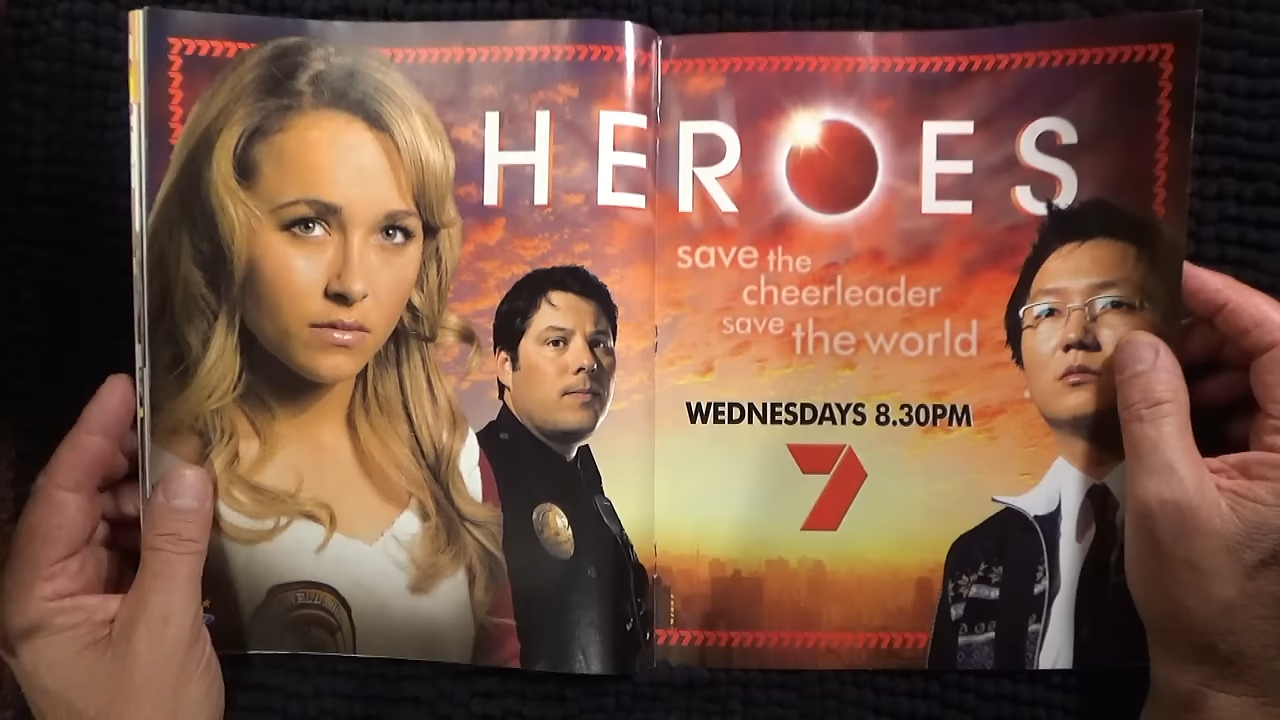 HEROES
save the
cheerleader
save the world
WEDNESDAYS 8.30PM
7